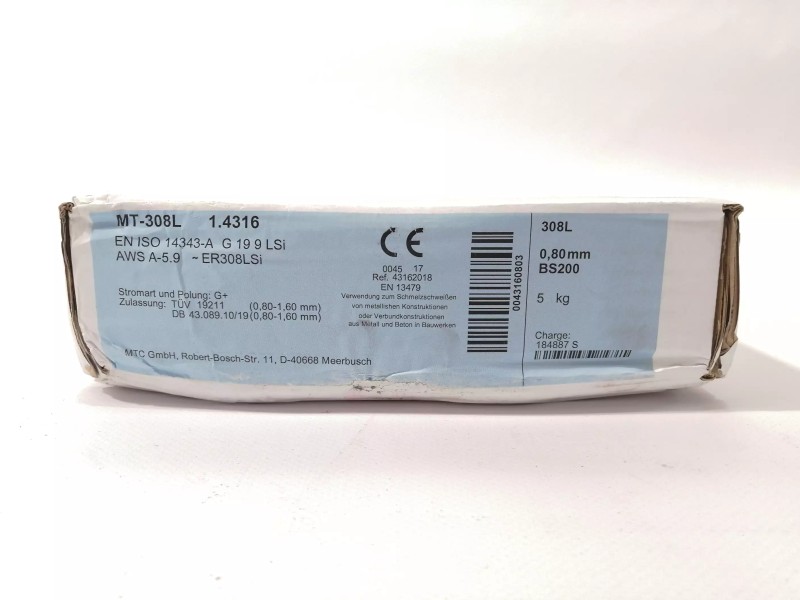 MT-308L 1.4316
EN ISO 14343-A G 19 9 LSi
AWS A-5.9 ~ER308LSi
Stromart und Polung: G+
Zulassung: TÜV 19211 (0,80-1,60 mm)
DB 43.089.10/19 (0,80-1,60 mm)
MTC GmbH, Robert-Bosch-Str. 11, D-40668 Meerbusch
CE
0045 17
Ref. 43162018
EN 13479
Verwendung zum Schmelzschweißen
von metallischen Konstruktionen
oder Verbundkonstruktionen
aus Metall und Beton in Bauwerken
0043160803
308L
0,80mm
BS200
5 kg
Charge:
184887 S